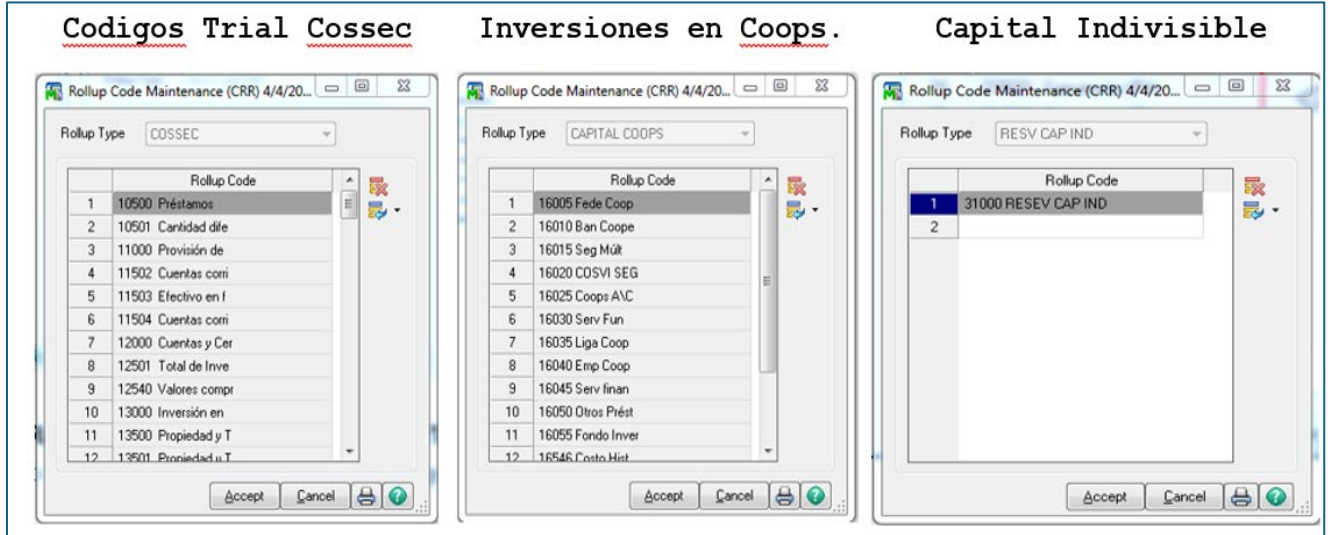 Codigos Trial Cossec
Inversiones en Coops.
Capital Indivisible
Rollup Code Maintenance (CRR) 4/4/20...
Rollup Type COSSEC
Rollup Code
1 10500 Préstamos
2 10501 Cantidad dife
3 11000 Provisión de
4 11502 Cuentas corri
5 11503 Efectivo en f
6 11504 Cuentas corri
7 12000 Cuentas y Cer
8 12501 Total de Inve
9 12540 Valores compr
10 13000 Inversión en
11 13500 Propiedad y T
12 13501 Propiedad y T
Accept Cancel
Rollup Code Maintenance (CRR) 4/4/20...
Rollup Type CAPITAL COOPS
Rollup Code
1 16005 Fede Coop
2 16010 Ban Coope
3 16015 Seg Múlt
4 16020 COSVI SEG
5 16025 Coops A\C
6 16030 Serv Fun
7 16035 Liga Coop
8 16040 Emp Coop
9 16045 Serv finan
10 16050 Otros Prést
11 16055 Fondo Inver
12 16546 Costo Hist
Accept Cancel
Rollup Code Maintenance (CRR) 4/4/20...
Rollup Type RESV CAP IND
Rollup Code
1 31000 RESEV CAP IND
2
Accept Cancel